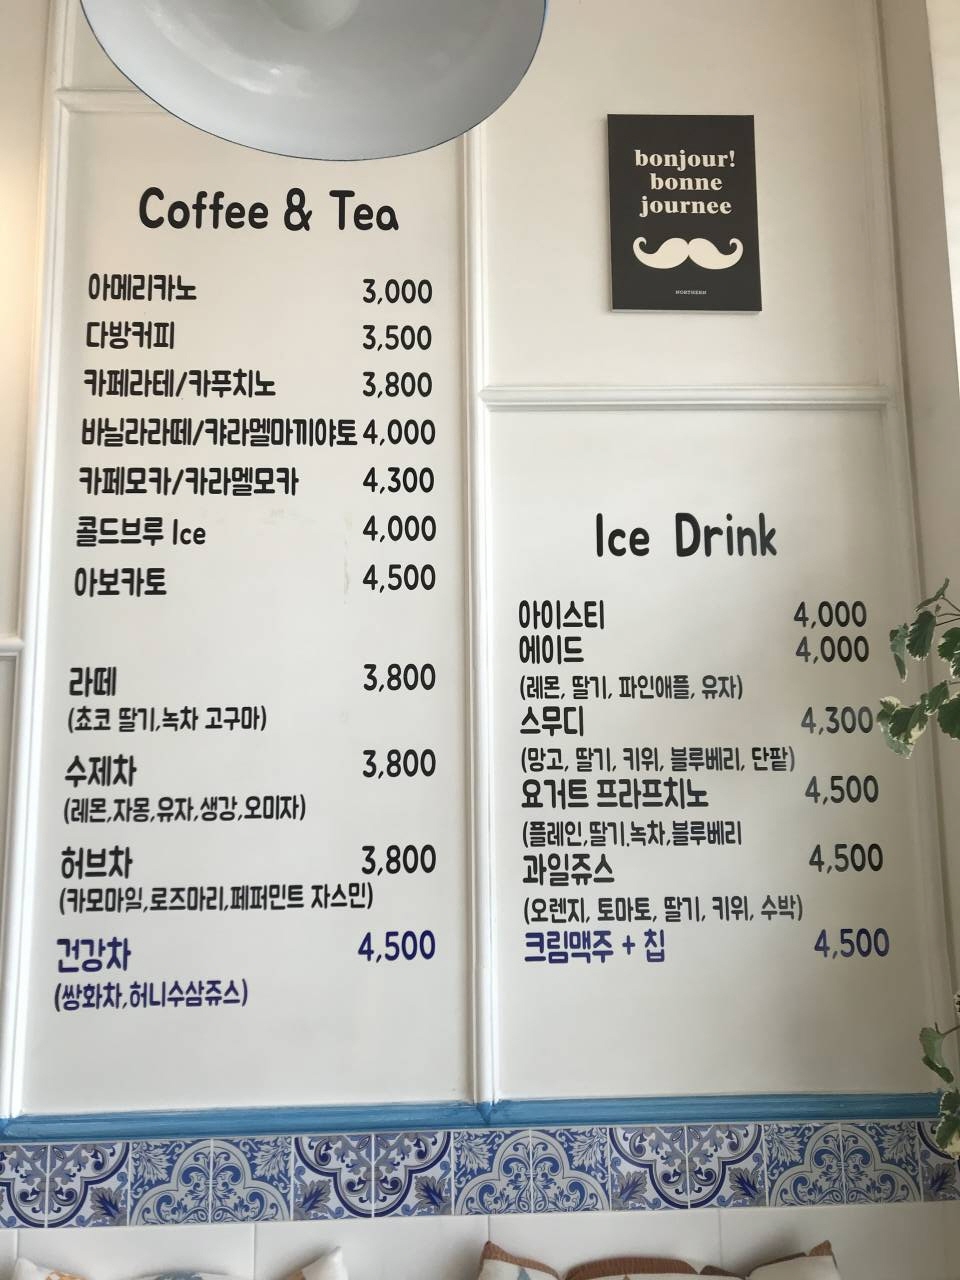 Coffee & Tea
아메리카노 3,000
다방커피 3,500
카페라테/카푸치노 3,800
바닐라라떼/캬라멜마끼야토 4,000
카페모카/카라멜모카 4,300
콜드브루 Ice 4,000
아보카토 4,500
라떼 3,800
(쵸코 딸기,녹차 고구마)
수제차 3,800
(레몬,자몽,유자,생강,오미자)
허브차 3,800
(카모마일,로즈마리,페퍼민트 자스민)
건강차 4,500
(쌍화차,허니수삼쥬스)
bonjour!
bonne
journee
NORTHERN
Ice Drink
아이스티 4,000
에이드 4,000
(레몬, 딸기, 파인애플, 유자)
스무디 4,300
(망고, 딸기, 키위, 블루베리, 단팥)
요거트 프라프치노 4,500
(플레인,딸기.녹차,블루베리
과일쥬스 4,500
(오렌지, 토마토, 딸기, 키위, 수박)
크림맥주 + 칩 4,500